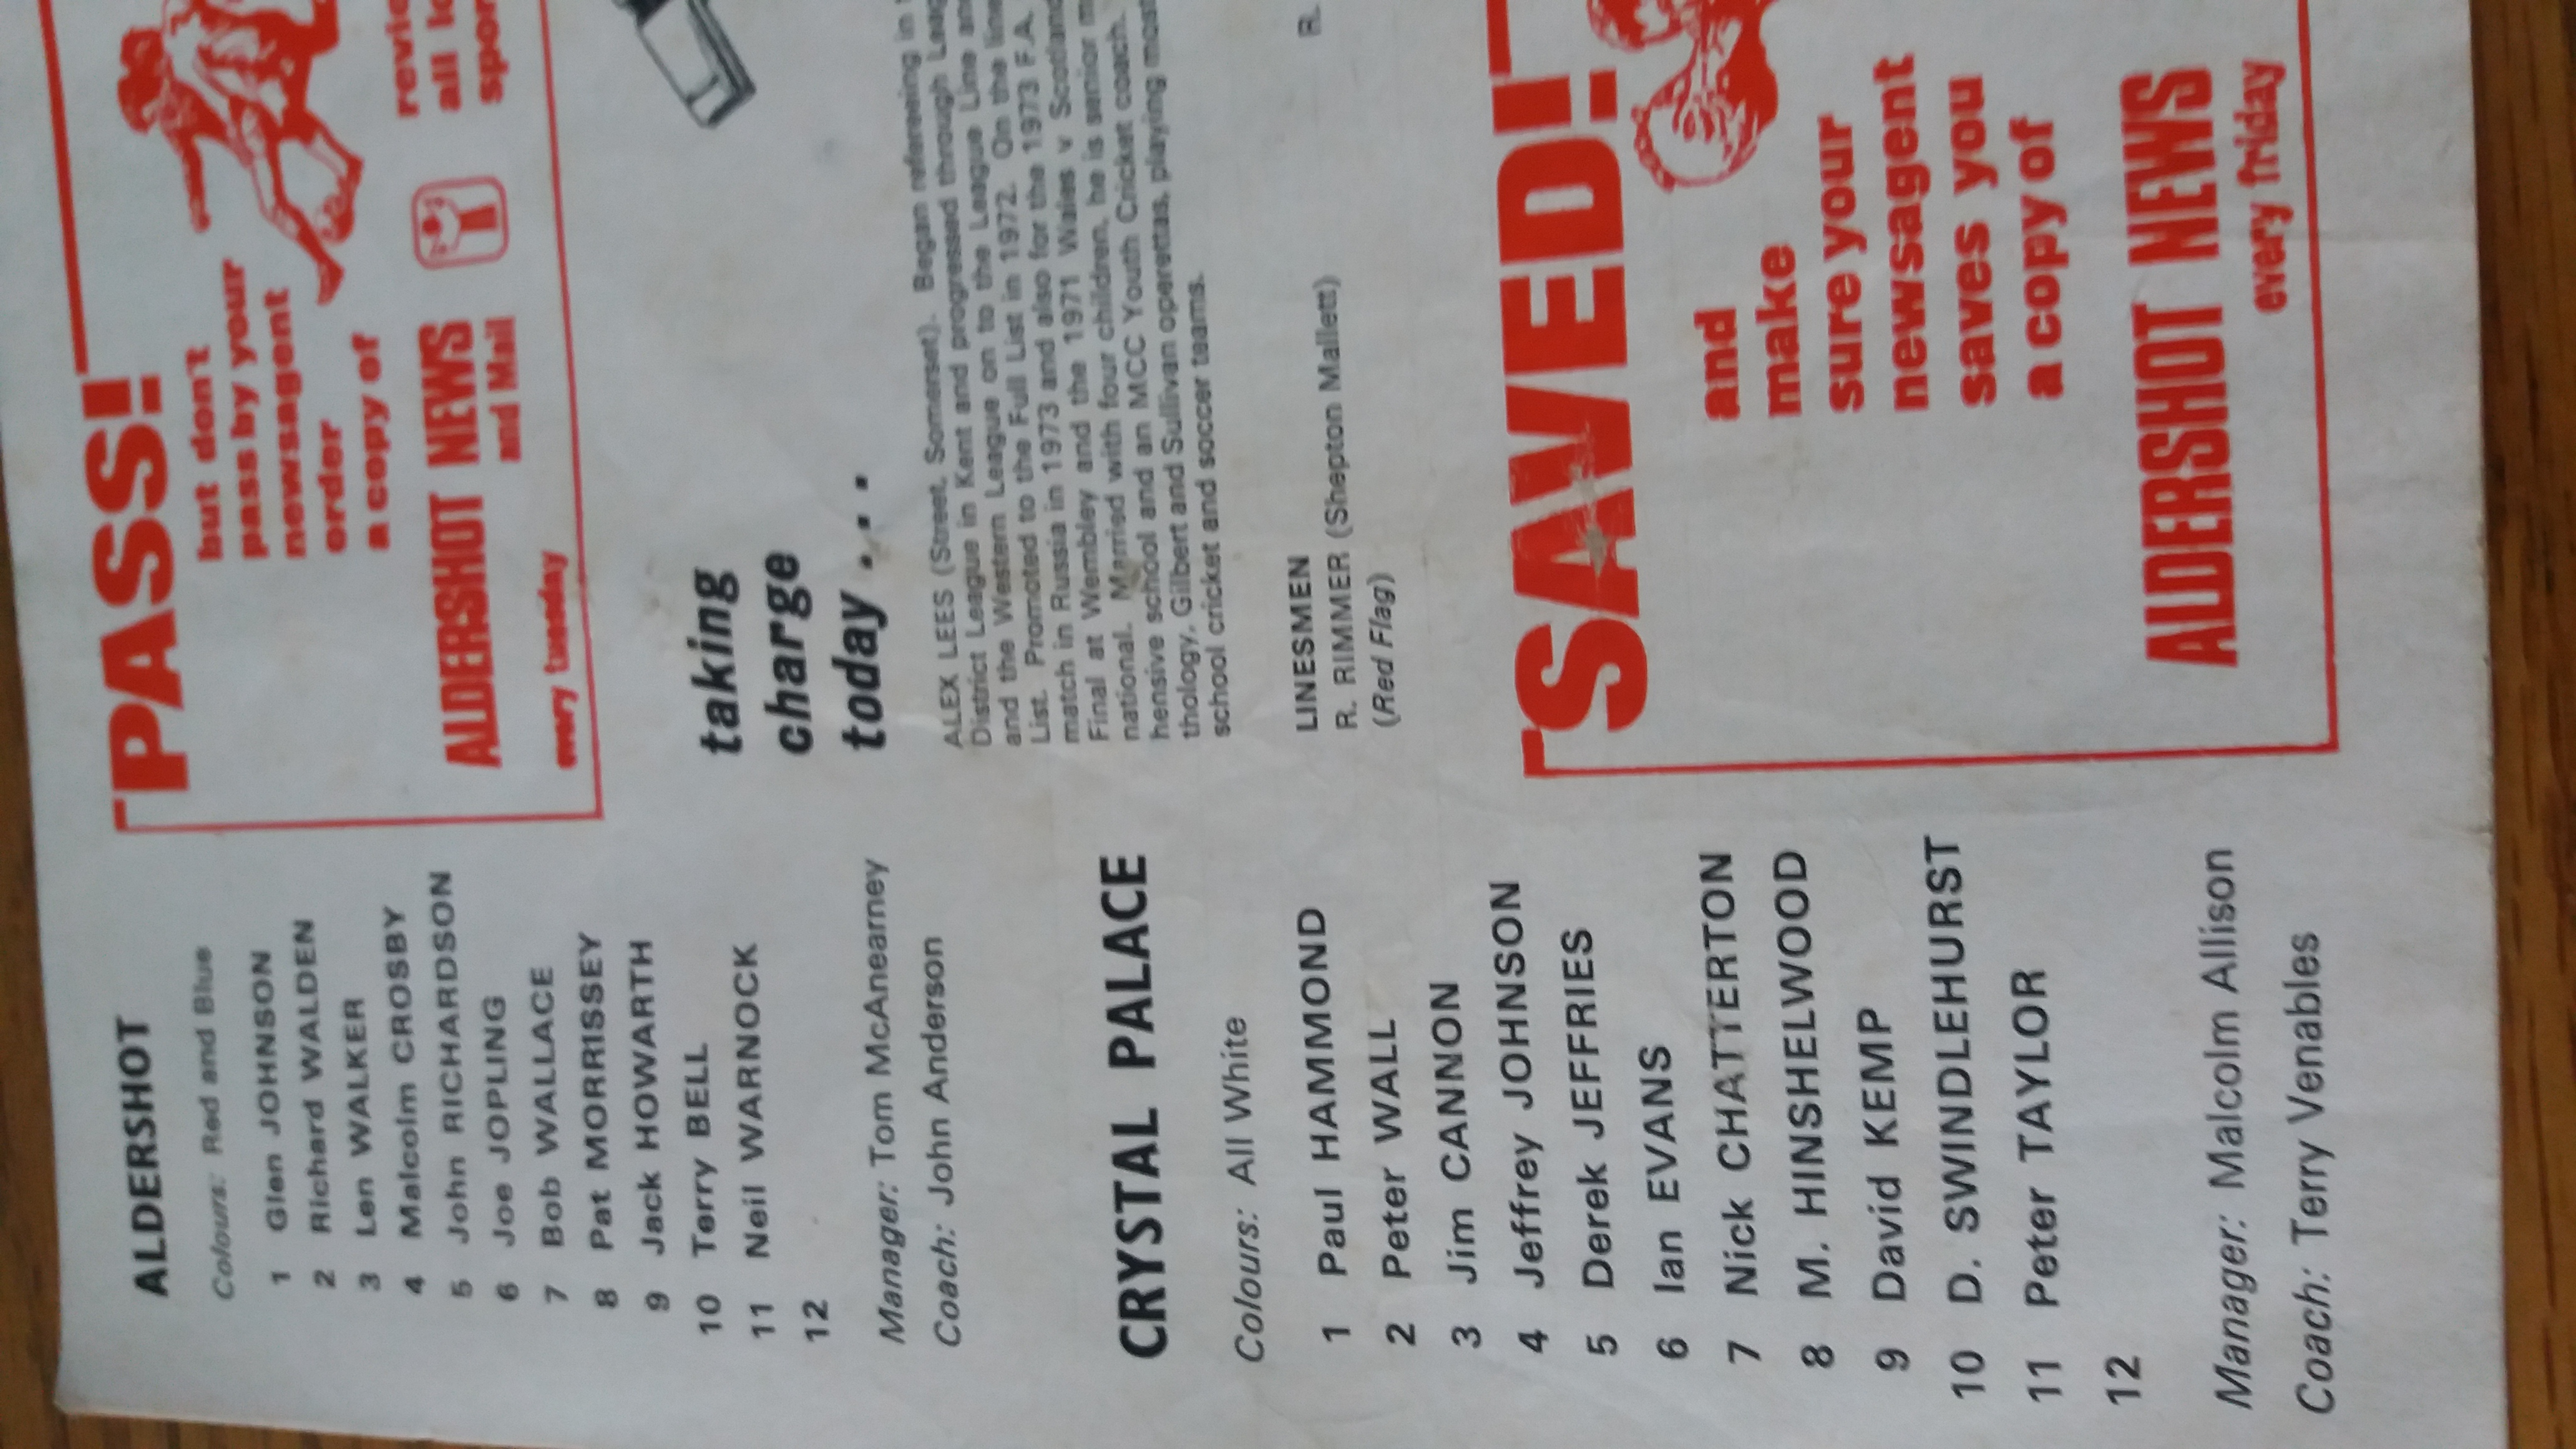 ALDERSHOT
Colours: Red and Blue
1 Glen JOHNSON
2 Richard WALDEN
3 Len WALKER
4 Malcolm CROSBY
5 John RICHARDSON
6 Joe JOPLING
7 Bob WALLACE
8 Pat MORRISSEY
9 Jack HOWARTH
10 Terry BELL
11 Neil WARNOCK
12
Manager: Tom McAnearney
Coach: John Anderson
CRYSTAL PALACE
Colours: All White
1 Paul HAMMOND
2 Peter WALL
3 Jim CANNON
4 Jeffrey JOHNSON
5 Derek JEFFRIES
6 Ian EVANS
7 Nick CHATTERTON
8 M. HINSHELWOOD
9 David KEMP
10 D. SWINDLEHURST
11 Peter TAYLOR
12
Manager: Malcolm Allison
Coach: Terry Venables
PASS!
but don't
pass by your
newsagent
order
a copy of
ALDERSHOT NEWS
and Mail
every tuesday
revie
all lo
spor
taking
charge
today . . .
ALEX LEES (Street, Somerset). Began refereeing in
District League in Kent and progressed through Leag
and the Western League on to the League Line an
List. Promoted to the Full List in 1972. On the line
match in Russia in 1973 and also for the 1973 F.A.
Final at Wembley and the 1971 Wales v Scotland
national. Married with four children, he is senior m
hensive school and an MCC Youth Cricket coach.
thology, Gilbert and Sullivan operettas, playing most
school cricket and soccer teams.
LINESMEN
R. RIMMER (Shepton Mallett)
(Red Flag)
R.
SAVED!
and
make
sure your
newsagent
saves you
a copy of
ALDERSHOT NEWS
every friday